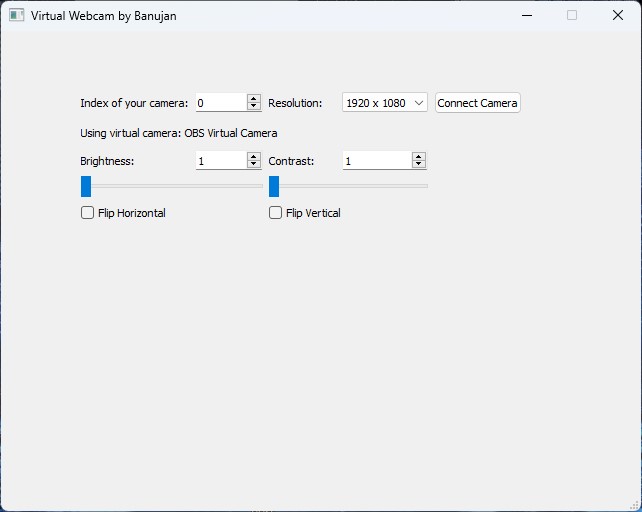 Virtual Webcam by Banujan
Index of your camera: 0 Resolution: 1920 x 1080 Connect Camera
Using virtual camera: OBS Virtual Camera
Brightness: 1 Contrast: 1
Flip Horizontal Flip Vertical